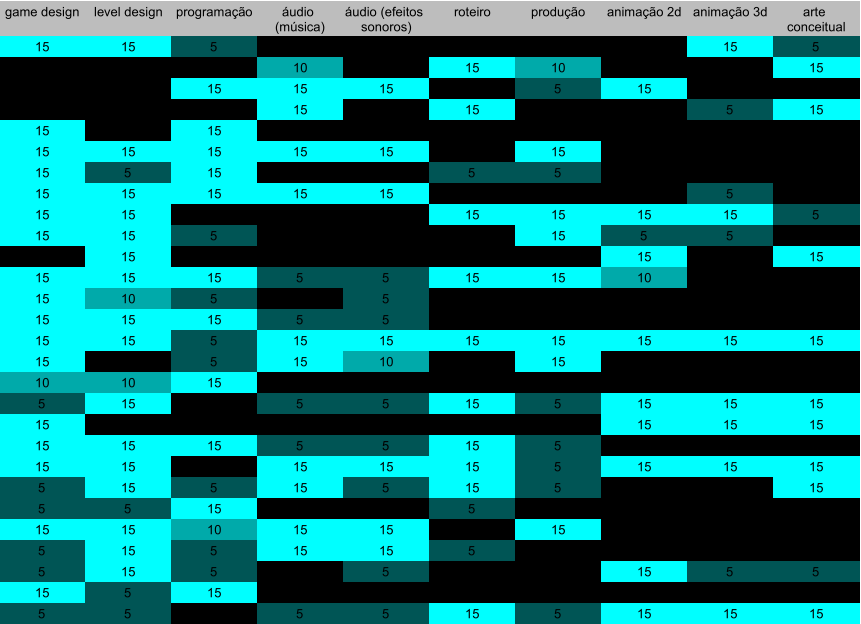 game design level design programação áudio (música) áudio (efeitos sonoros) roteiro produção animação 2d animação 3d arte conceitual
15 15 5 15 5
10 15 10 15
15 15 15 5 15
15 15 5 15
15 15
15 15 15 15 15 15
15 5 15 5 5
15 15 15 15 15 5
15 15 15 15 15 15 5
15 15 5 15 5 5
15 15 15
15 15 15 5 5 15 15 10
15 10 5 5
15 15 15 5 5
15 15 5 15 15 15 15 15 15 15
15 5 15 10 15
10 10 15
5 15 5 5 15 5 15 15 15
15 15 15 15
15 15 15 5 5 15 5
15 15 15 15 15 5 15 15 15
5 15 5 15 5 15 5 15
5 5 15 5
15 15 10 15 15 15
5 15 5 15 15 5
5 15 5 5 15 5 5
15 5 15
5 5 5 5 15 5 15 15 15